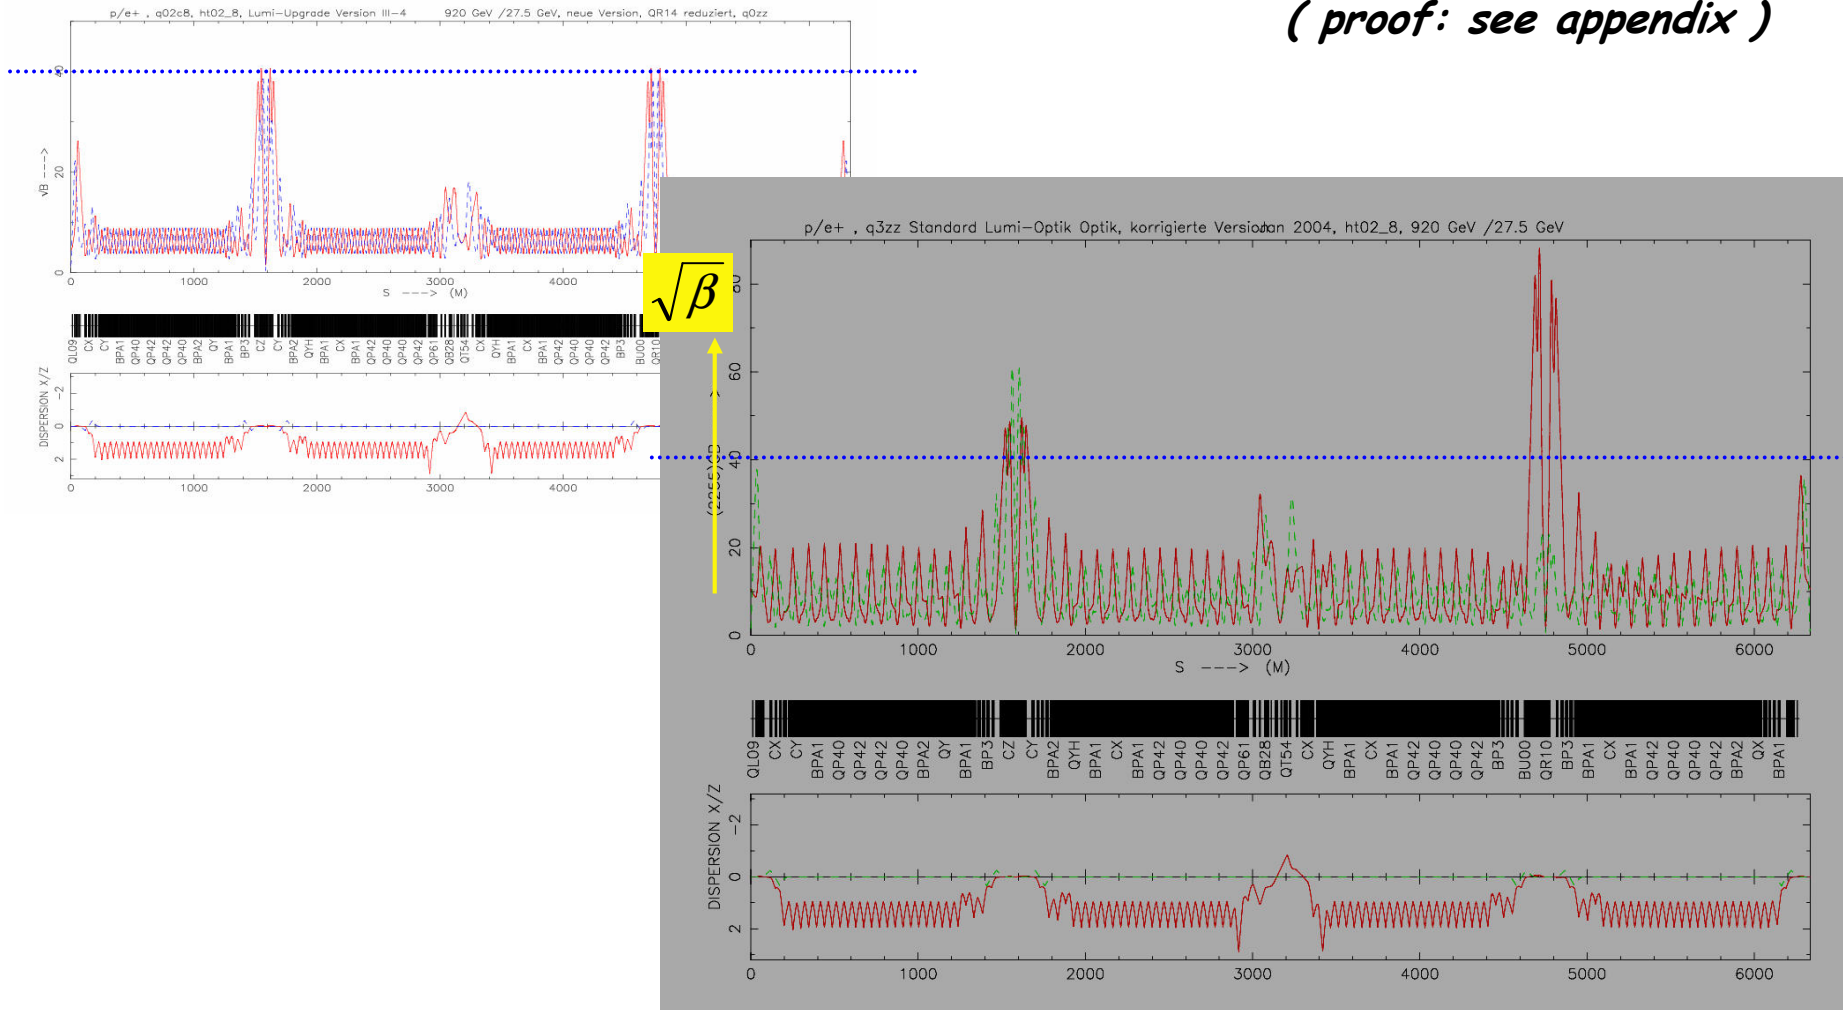 ( proof: see appendix )
p/e+ , q02c8, ht02_8, Lumi-Upgrade Version III-4 920 GeV /27.5 GeV, neue Version, QR14 reduziert, q0zz
40
20
0
√B --->
0 1000 2000 3000 4000
S ---> (M)
QL09 CX CY BPA1 QP40 QP42 QP42 QP40 BPA2 QY BPA1 BP3 CZ CY BPA2 QYH BPA1 CX BPA1 QP42 QP40 QP40 QP42 QP61 QB28 QT54 CX QYH BPA1 CX BPA1 QP42 QP40 QP40 QP42 BP3 BU00 QR10
DISPERSION X/Z
-2
0
2
0 1000 2000 3000 4000
√β
p/e+ , q3zz Standard Lumi-Optik Optik, korrigierte Version 2004, ht02_8, 920 GeV /27.5 GeV
80
60
40
20
0
0 1000 2000 3000 4000 5000 6000
S ---> (M)
QL09 CX CY BPA1 QP40 QP42 QP42 QP40 BPA2 QY BPA1 BP3 CZ CY BPA2 QYH BPA1 CX BPA1 QP42 QP40 QP40 QP42 QP61 QB28 QT54 CX QYH BPA1 CX BPA1 QP42 QP40 QP40 QP42 BP3 BU00 QR10 BP3 BPA1 CX BPA1 QP42 QP40 QP40 QP42 BPA2 QX BPA1
DISPERSION X/Z
-2
0
2
0 1000 2000 3000 4000 5000 6000